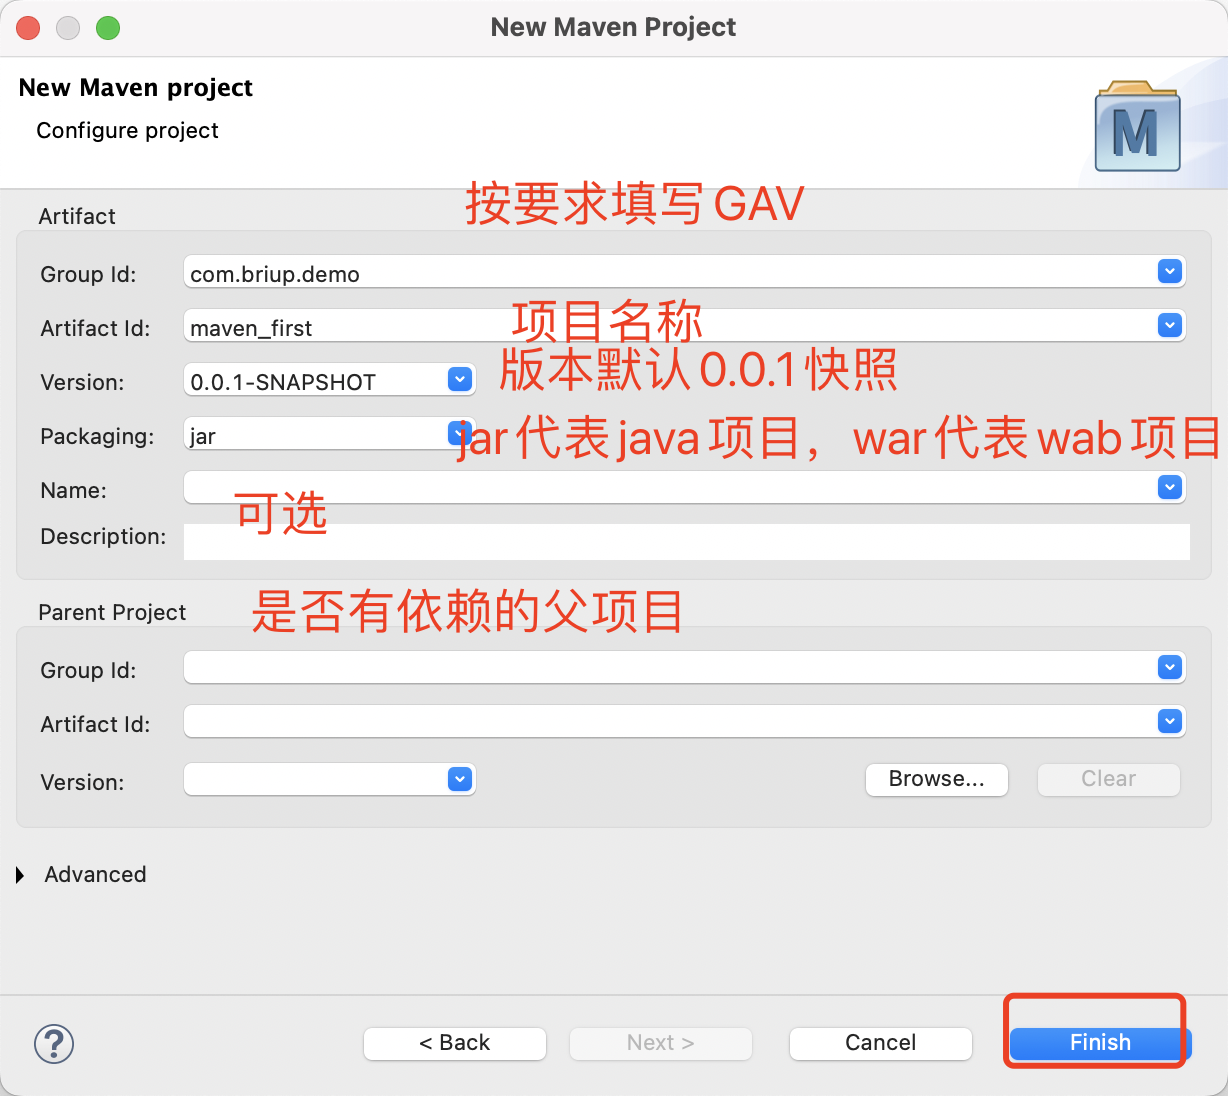 New Maven Project
New Maven project
Configure project
M
按要求填写GAV
Artifact
Group Id: com.briup.demo
Artifact Id: maven_first 项目名称
Version: 0.0.1-SNAPSHOT 版本默认0.0.1快照
Packaging: jar jar代表java项目，war代表wab项目
Name:
可选
Description:
Parent Project 是否有依赖的父项目
Group Id:
Artifact Id:
Version: Browse... Clear
Advanced
? < Back Next > Cancel Finish